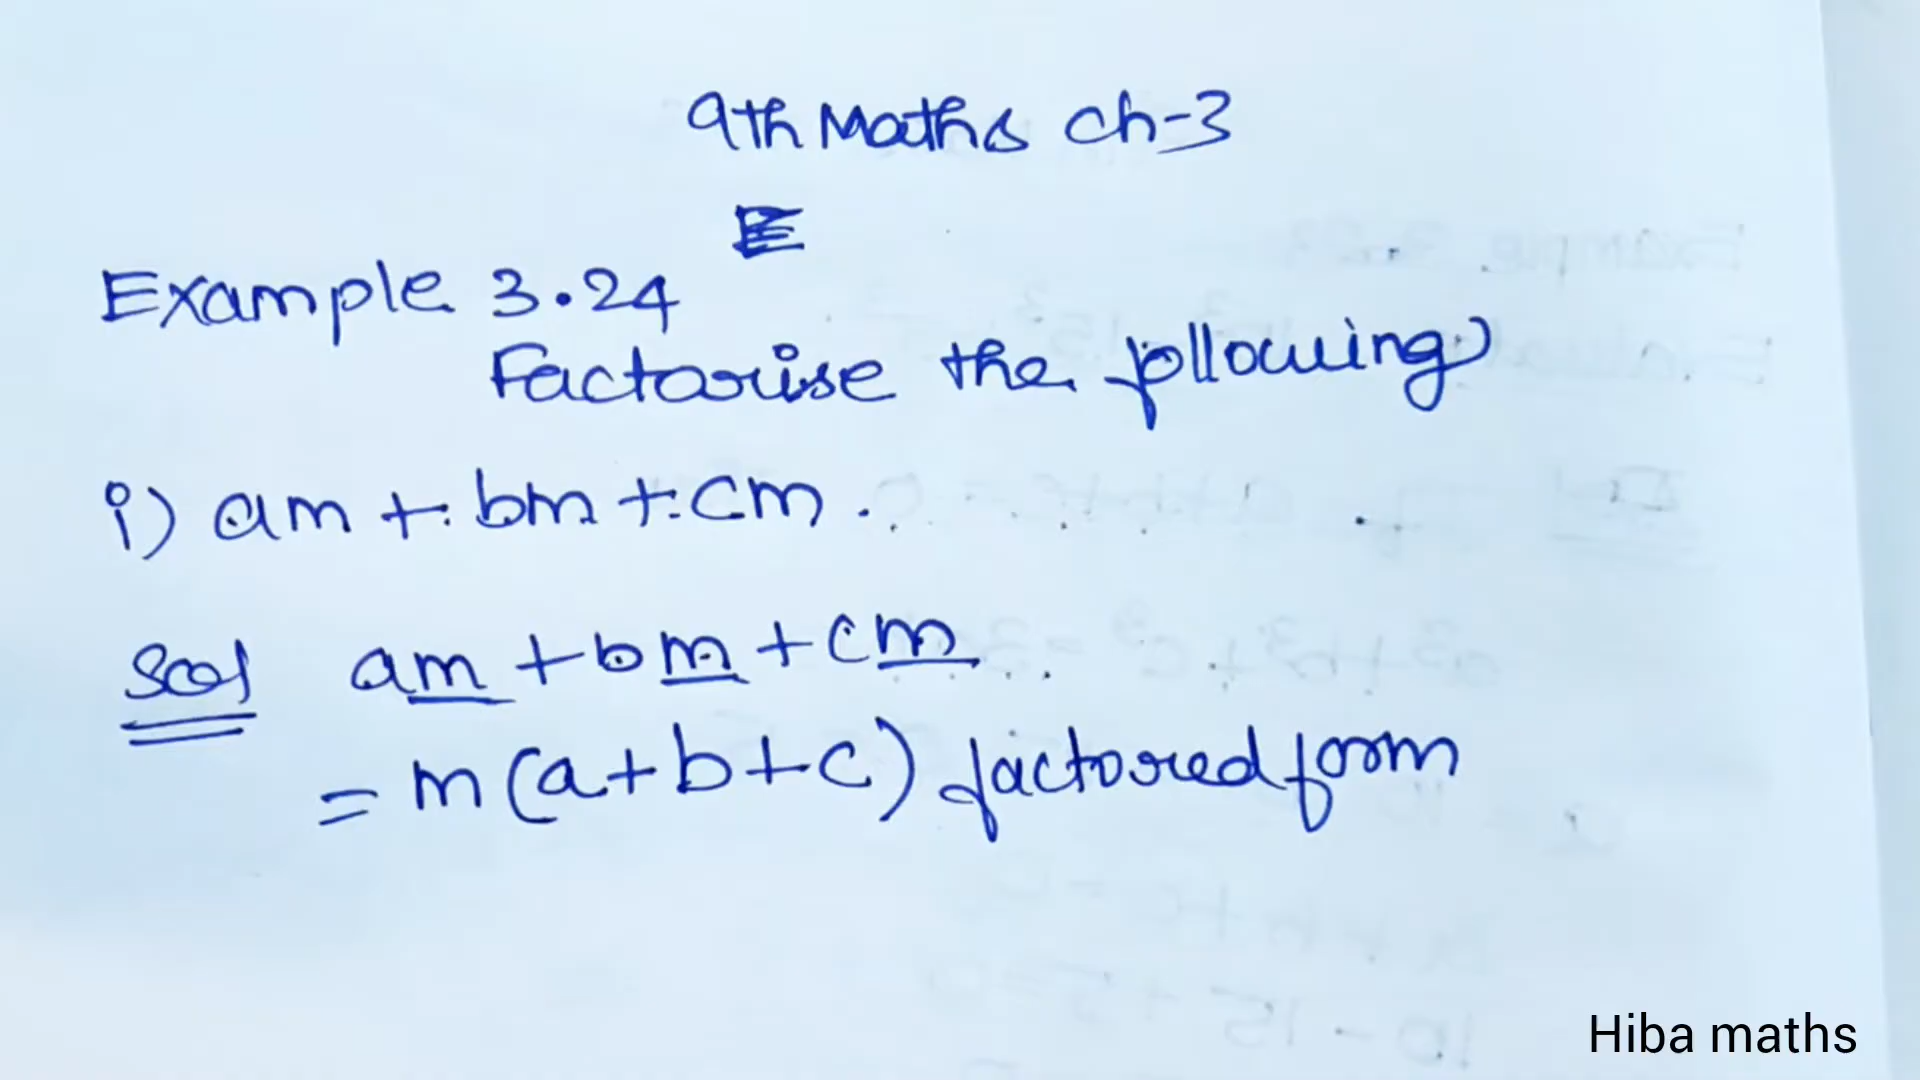 9th Maths Ch-3
Example 3.24
Factorise the following
i) am + bm + cm.
Sol am + bm + cm
= m(a+b+c) factored form
Hiba maths